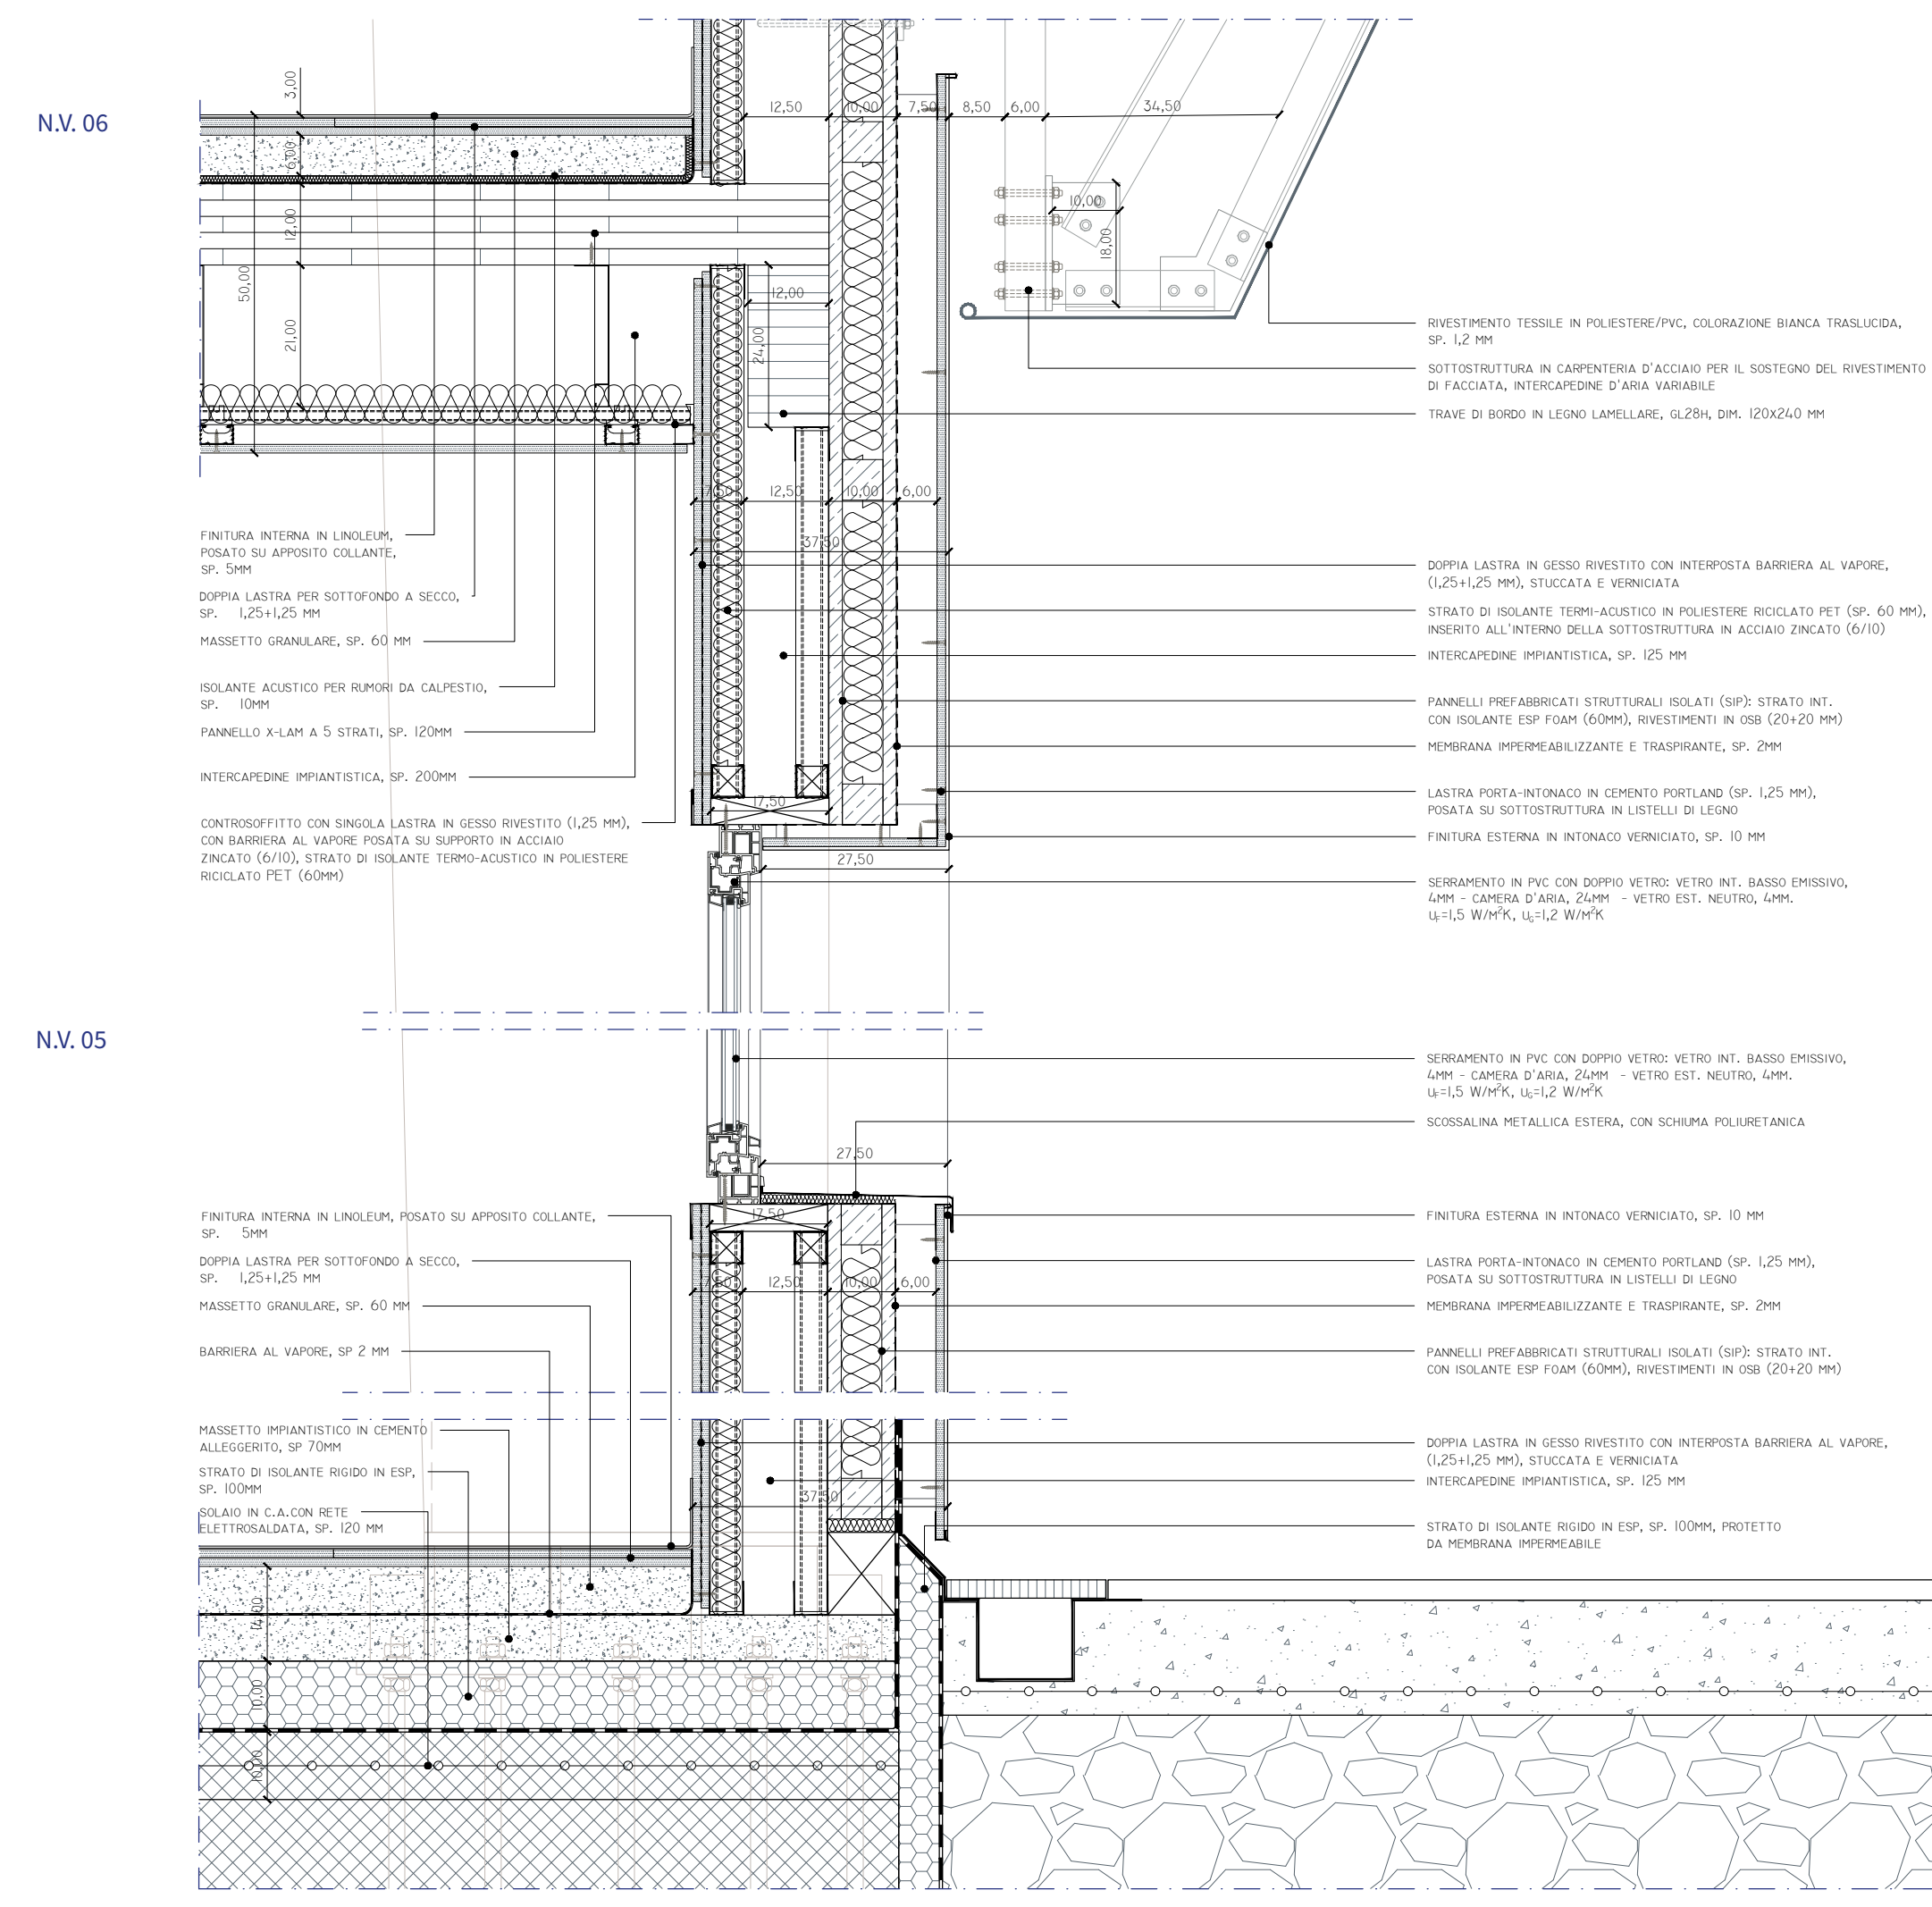 N.V. 06
3,00
6,00
12,00
50,00
21,00
12,50
10,00
7,50
8,50
6,00
34,50
10,00
18,00
12,00
24,00
RIVESTIMENTO TESSILE IN POLIESTERE/PVC, COLORAZIONE BIANCA TRASLUCIDA,
SP. 1,2 MM
SOTTOSTRUTTURA IN CARPENTERIA D'ACCIAIO PER IL SOSTEGNO DEL RIVESTIMENTO
DI FACCIATA, INTERCAPEDINE D'ARIA VARIABILE
TRAVE DI BORDO IN LEGNO LAMELLARE, GL28H, DIM. 120X240 MM
7,50
12,50
10,00
6,00
37,50
FINITURA INTERNA IN LINOLEUM,
POSATO SU APPOSITO COLLANTE,
SP. 5MM
DOPPIA LASTRA PER SOTTOFONDO A SECCO,
SP. 1,25+1,25 MM
MASSETTO GRANULARE, SP. 60 MM
ISOLANTE ACUSTICO PER RUMORI DA CALPESTIO,
SP. 10MM
PANNELLO X-LAM A 5 STRATI, SP. 120MM
INTERCAPEDINE IMPIANTISTICA, SP. 200MM
CONTROSOFFITTO CON SINGOLA LASTRA IN GESSO RIVESTITO (1,25 MM),
CON BARRIERA AL VAPORE POSATA SU SUPPORTO IN ACCIAIO
ZINCATO (6/10), STRATO DI ISOLANTE TERMO-ACUSTICO IN POLIESTERE
RICICLATO PET (60MM)
DOPPIA LASTRA IN GESSO RIVESTITO CON INTERPOSTA BARRIERA AL VAPORE,
(1,25+1,25 MM), STUCCATA E VERNICIATA
STRATO DI ISOLANTE TERMI-ACUSTICO IN POLIESTERE RICICLATO PET (SP. 60 MM),
INSERITO ALL'INTERNO DELLA SOTTOSTRUTTURA IN ACCIAIO ZINCATO (6/10)
INTERCAPEDINE IMPIANTISTICA, SP. 125 MM
PANNELLI PREFABBRICATI STRUTTURALI ISOLATI (SIP): STRATO INT.
CON ISOLANTE ESP FOAM (60MM), RIVESTIMENTI IN OSB (20+20 MM)
MEMBRANA IMPERMEABILIZZANTE E TRASPIRANTE, SP. 2MM
LASTRA PORTA-INTONACO IN CEMENTO PORTLAND (SP. 1,25 MM),
POSATA SU SOTTOSTRUTTURA IN LISTELLI DI LEGNO
FINITURA ESTERNA IN INTONACO VERNICIATO, SP. 10 MM
SERRAMENTO IN PVC CON DOPPIO VETRO: VETRO INT. BASSO EMISSIVO,
4MM - CAMERA D'ARIA, 24MM - VETRO EST. NEUTRO, 4MM.
UF=1,5 W/M²K, UG=1,2 W/M²K
17,50
27,50
N.V. 05
SERRAMENTO IN PVC CON DOPPIO VETRO: VETRO INT. BASSO EMISSIVO,
4MM - CAMERA D'ARIA, 24MM - VETRO EST. NEUTRO, 4MM.
UF=1,5 W/M²K, UG=1,2 W/M²K
SCOSSALINA METALLICA ESTERA, CON SCHIUMA POLIURETANICA
27,50
17,50
7,50
12,50
10,00
6,00
37,50
FINITURA INTERNA IN LINOLEUM, POSATO SU APPOSITO COLLANTE,
SP. 5MM
DOPPIA LASTRA PER SOTTOFONDO A SECCO,
SP. 1,25+1,25 MM
MASSETTO GRANULARE, SP. 60 MM
BARRIERA AL VAPORE, SP 2 MM
MASSETTO IMPIANTISTICO IN CEMENTO
ALLEGGERITO, SP 70MM
STRATO DI ISOLANTE RIGIDO IN ESP,
SP. 100MM
SOLAIO IN C.A.CON RETE
ELETTROSALDATA, SP. 120 MM
FINITURA ESTERNA IN INTONACO VERNICIATO, SP. 10 MM
LASTRA PORTA-INTONACO IN CEMENTO PORTLAND (SP. 1,25 MM),
POSATA SU SOTTOSTRUTTURA IN LISTELLI DI LEGNO
MEMBRANA IMPERMEABILIZZANTE E TRASPIRANTE, SP. 2MM
PANNELLI PREFABBRICATI STRUTTURALI ISOLATI (SIP): STRATO INT.
CON ISOLANTE ESP FOAM (60MM), RIVESTIMENTI IN OSB (20+20 MM)
DOPPIA LASTRA IN GESSO RIVESTITO CON INTERPOSTA BARRIERA AL VAPORE,
(1,25+1,25 MM), STUCCATA E VERNICIATA
INTERCAPEDINE IMPIANTISTICA, SP. 125 MM
STRATO DI ISOLANTE RIGIDO IN ESP, SP. 100MM, PROTETTO
DA MEMBRANA IMPERMEABILE
14,00
10,00
10,00